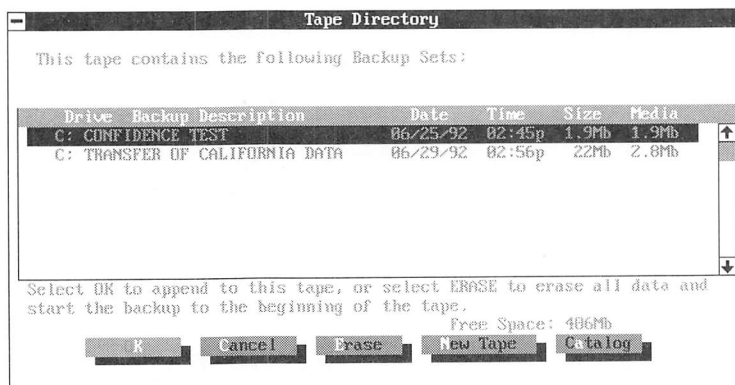 Tape Directory
This tape contains the following Backup Sets:
Drive Backup Description Date Time Size Media
C: CONFIDENCE TEST 06/25/92 02:45p 1.9Mb 1.9Mb
C: TRANSFER OF CALIFORNIA DATA 06/29/92 02:56p 22Mb 2.8Mb
Select OK to append to this tape, or select ERASE to erase all data and
start the backup to the beginning of the tape.
Free Space: 406Mb
K Cancel Erase New Tape Catalog